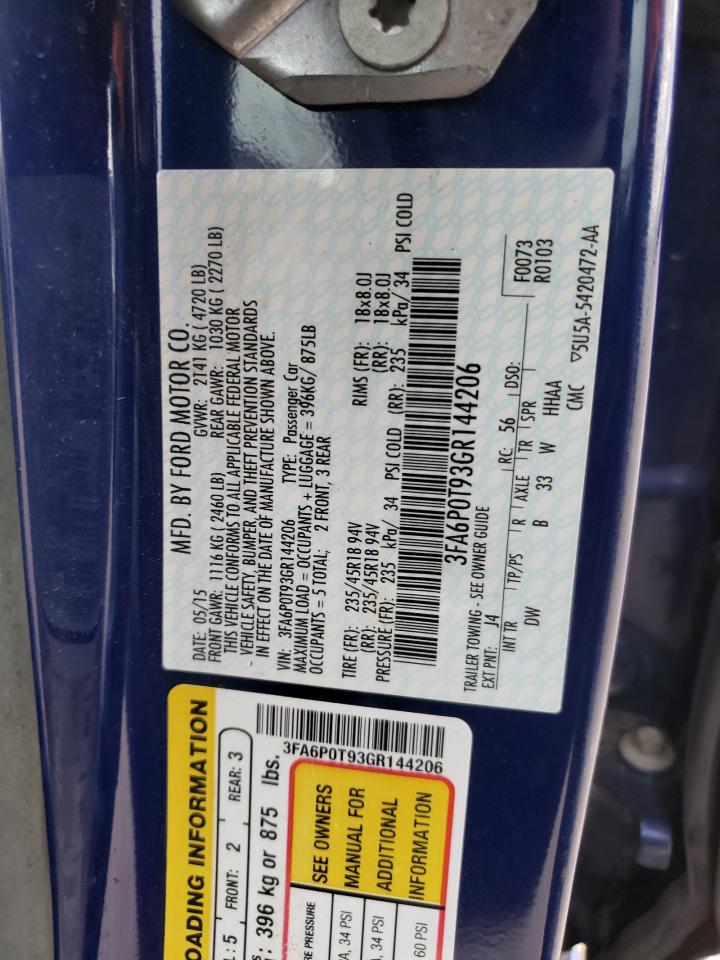 MFD. BY FORD MOTOR CO.
DATE: 05/15 GVWR: 2141 KG ( 4720 LB)
FRONT GAWR: 1116 KG ( 2460 LB) REAR GAWR: 1030 KG ( 2270 LB)
THIS VEHICLE CONFORMS TO ALL APPLICABLE FEDERAL MOTOR
VEHICLE SAFETY, BUMPER, AND THEFT PREVENTION STANDARDS
IN EFFECT ON THE DATE OF MANUFACTURE SHOWN ABOVE.
VIN: 3FA6P0T93GR144206 TYPE: Passenger Car
MAXIMUM LOAD = OCCUPANTS + LUGGAGE = 396KG/ 875LB
OCCUPANTS = 5 TOTAL; 2 FRONT, 3 REAR
TIRE (FR): 235/45R18 94V RIMS (FR): 18x8.0J
(RR): 235/45R18 94V (RR): 18x8.0J
PRESSURE (FR): 235 kPa/ 34 PSI COLD (RR): 235 kPa/ 34 PSI COLD
3FA6P0T93GR144206
TRAILER TOWING - SEE OWNER GUIDE
EXT PNT: J4 RC: 56 DSO: F0073
INT TR TP/PS R AXLE TR SPR R0103
DW B 33 W HHAA
CMC ▽5U5A-5420472-AA
OADING INFORMATION
L : 5 FRONT: 2 REAR: 3
: 396 kg or 875 lbs.
3FA6P0T93GR144206
RE PRESSURE
A, 34 PSI
A, 34 PSI
60 PSI
SEE OWNERS
MANUAL FOR
ADDITIONAL
INFORMATION